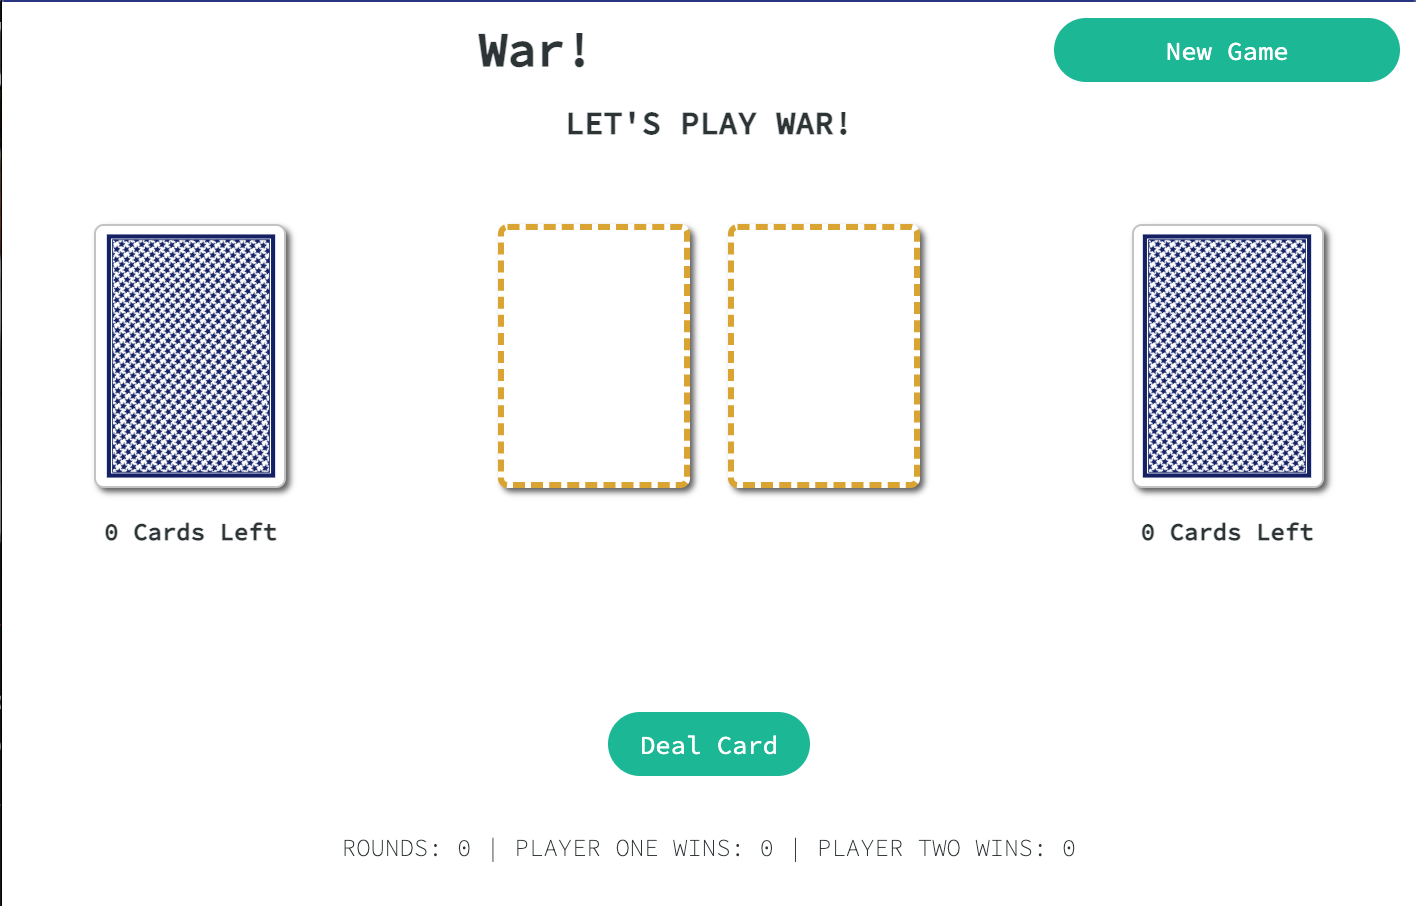 War!
New Game
LET'S PLAY WAR!
0 Cards Left
0 Cards Left
Deal Card
ROUNDS: 0 | PLAYER ONE WINS: 0 | PLAYER TWO WINS: 0